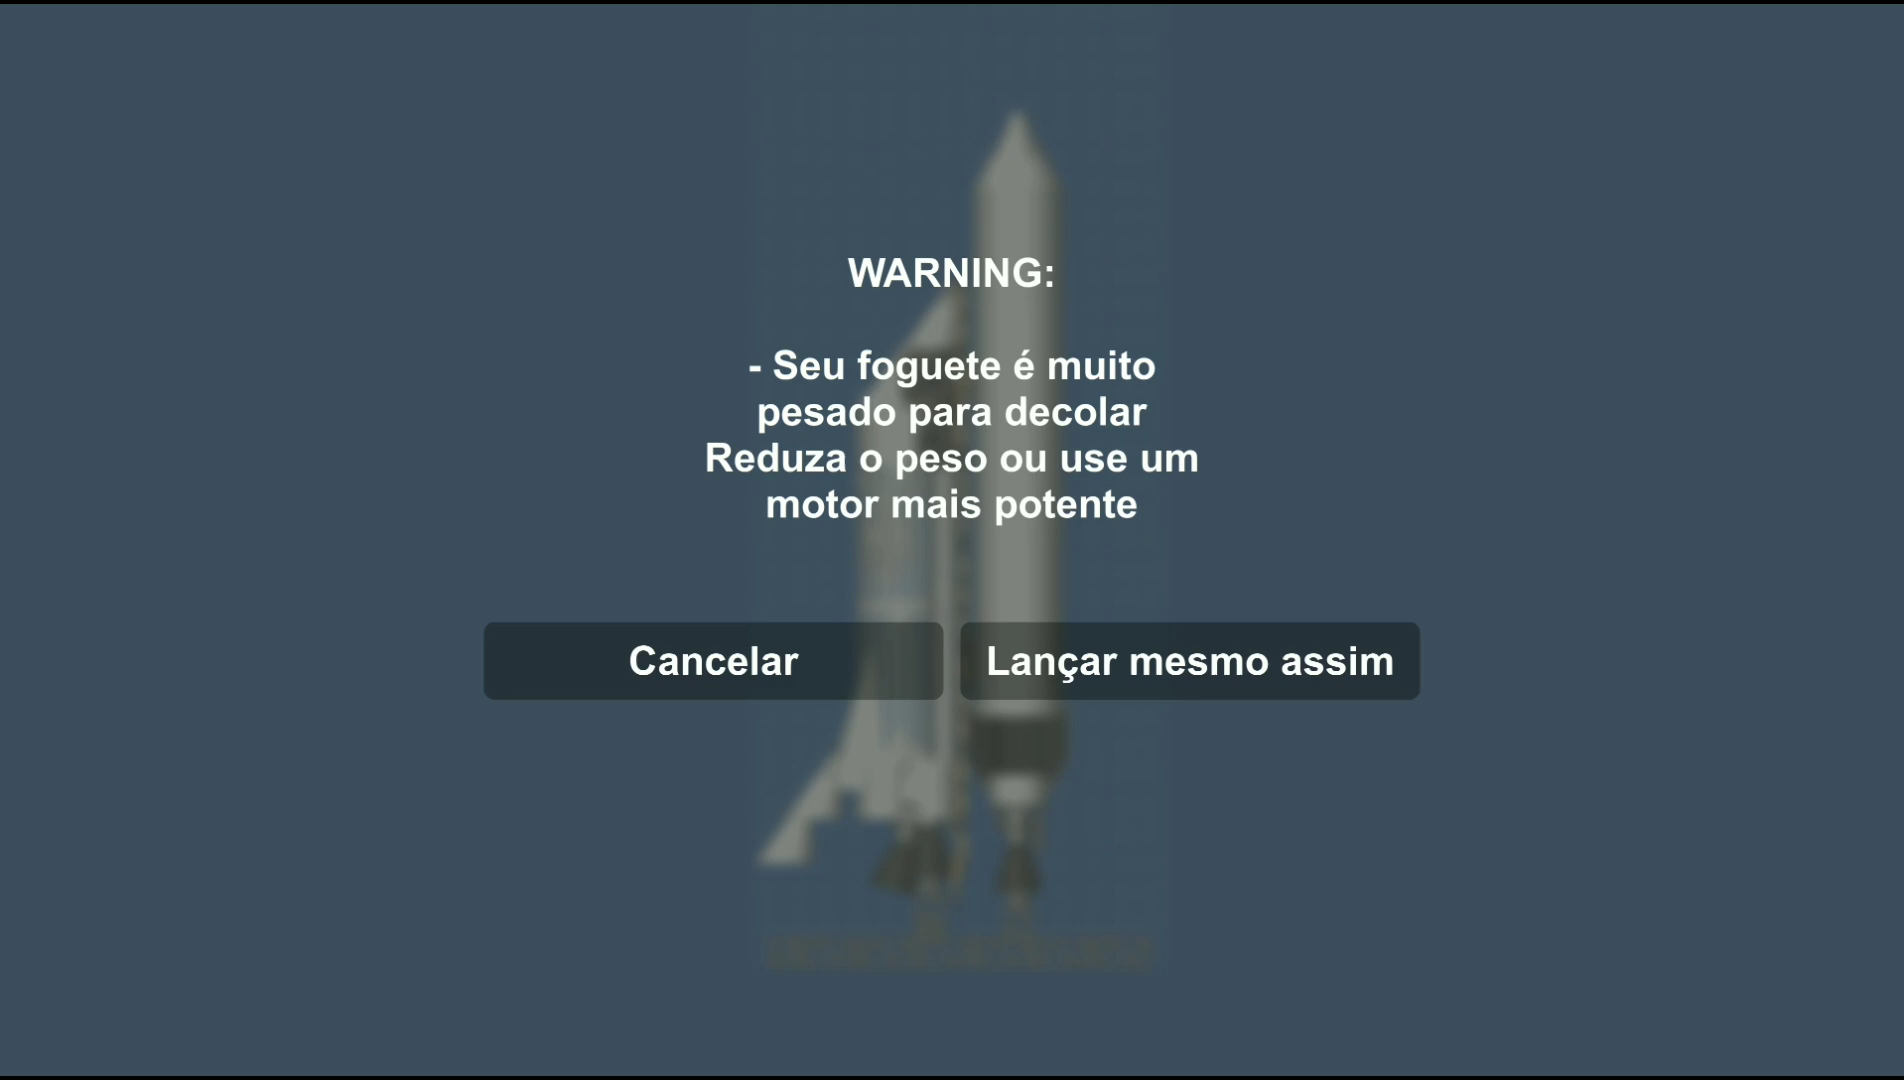 WARNING:
- Seu foguete é muito
pesado para decolar
Reduza o peso ou use um
motor mais potente
Cancelar
Lançar mesmo assim